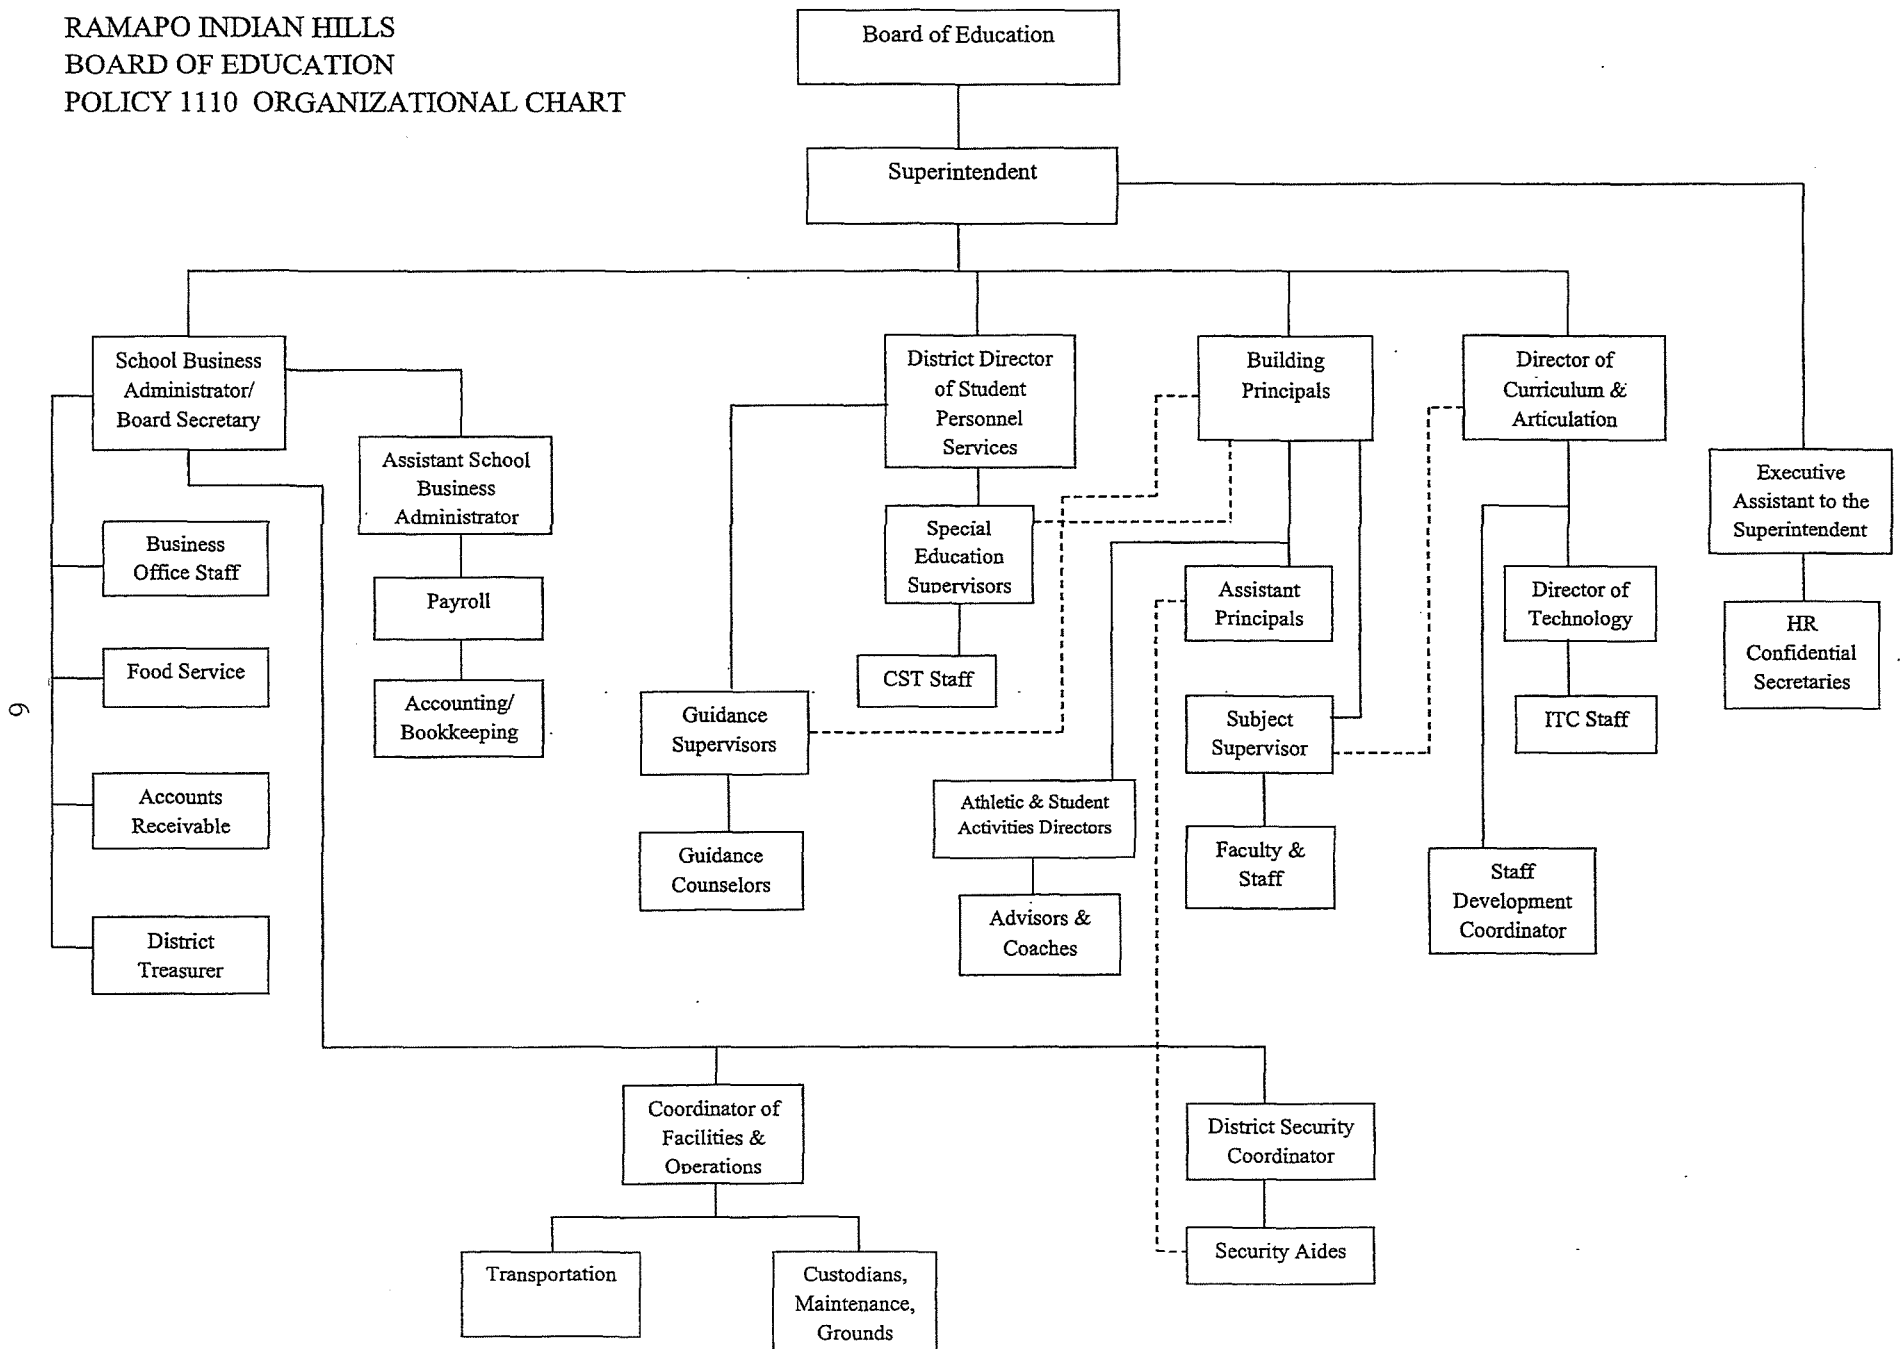 RAMAPO INDIAN HILLS
BOARD OF EDUCATION
POLICY 1110 ORGANIZATIONAL CHART
Board of Education
Superintendent
School Business
Administrator/
Board Secretary
District Director
of Student
Personnel
Services
Building
Principals
Director of
Curriculum &
Articulation
Assistant School
Business
Administrator
Executive
Assistant to the
Superintendent
Business
Office Staff
Special
Education
Supervisors
Payroll
Assistant
Principals
Director of
Technology
HR
Confidential
Secretaries
Food Service
CST Staff
Accounting/
Bookkeeping
Guidance
Supervisors
Subject
Supervisor
ITC Staff
9
Accounts
Receivable
Athletic & Student
Activities Directors
Guidance
Counselors
Faculty &
Staff
Staff
Development
Coordinator
Advisors &
Coaches
District
Treasurer
Coordinator of
Facilities &
Operations
District Security
Coordinator
Security Aides
Transportation
Custodians,
Maintenance,
Grounds